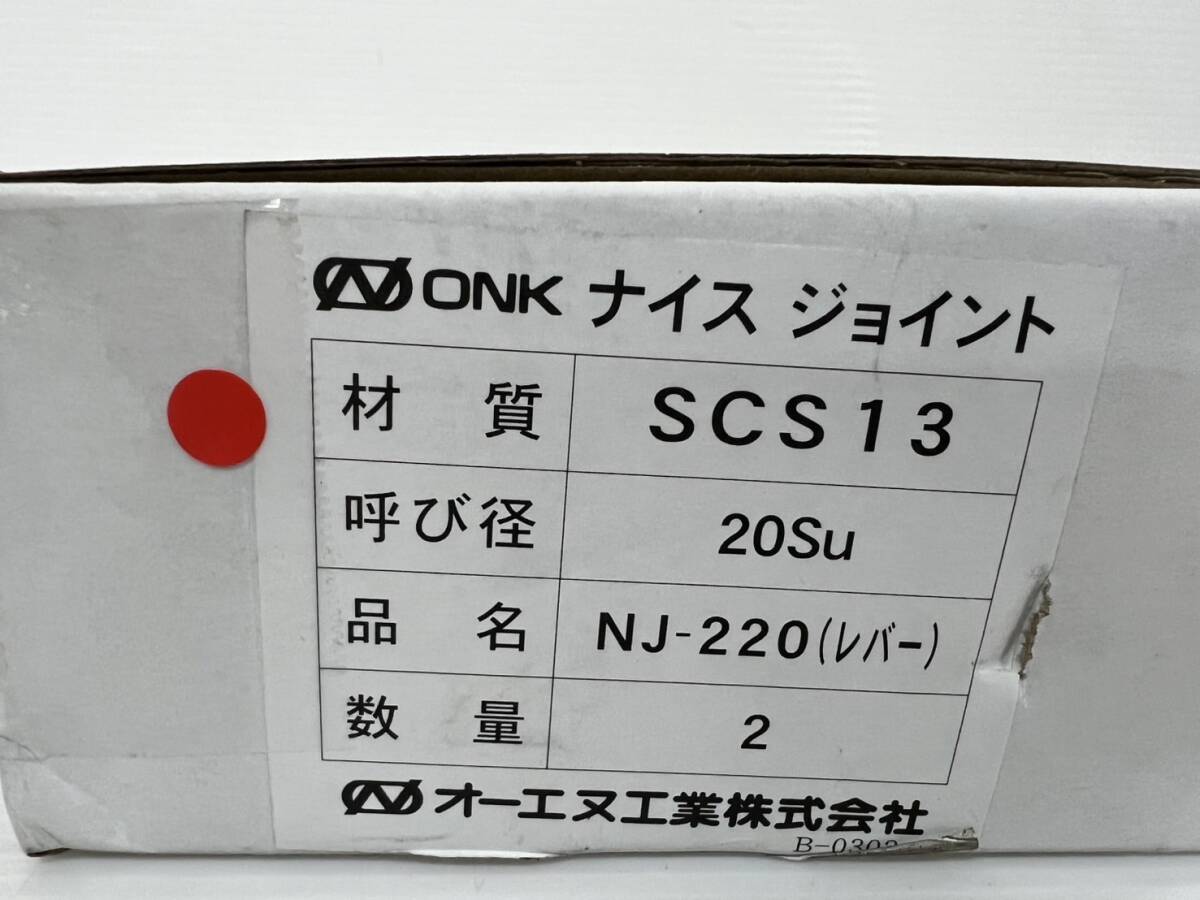 ONK ナイス ジョイント
材 質 SCS13
呼び径 20Su
品 名 NJ-220(レバー)
数 量 2
オーエヌ工業株式会社